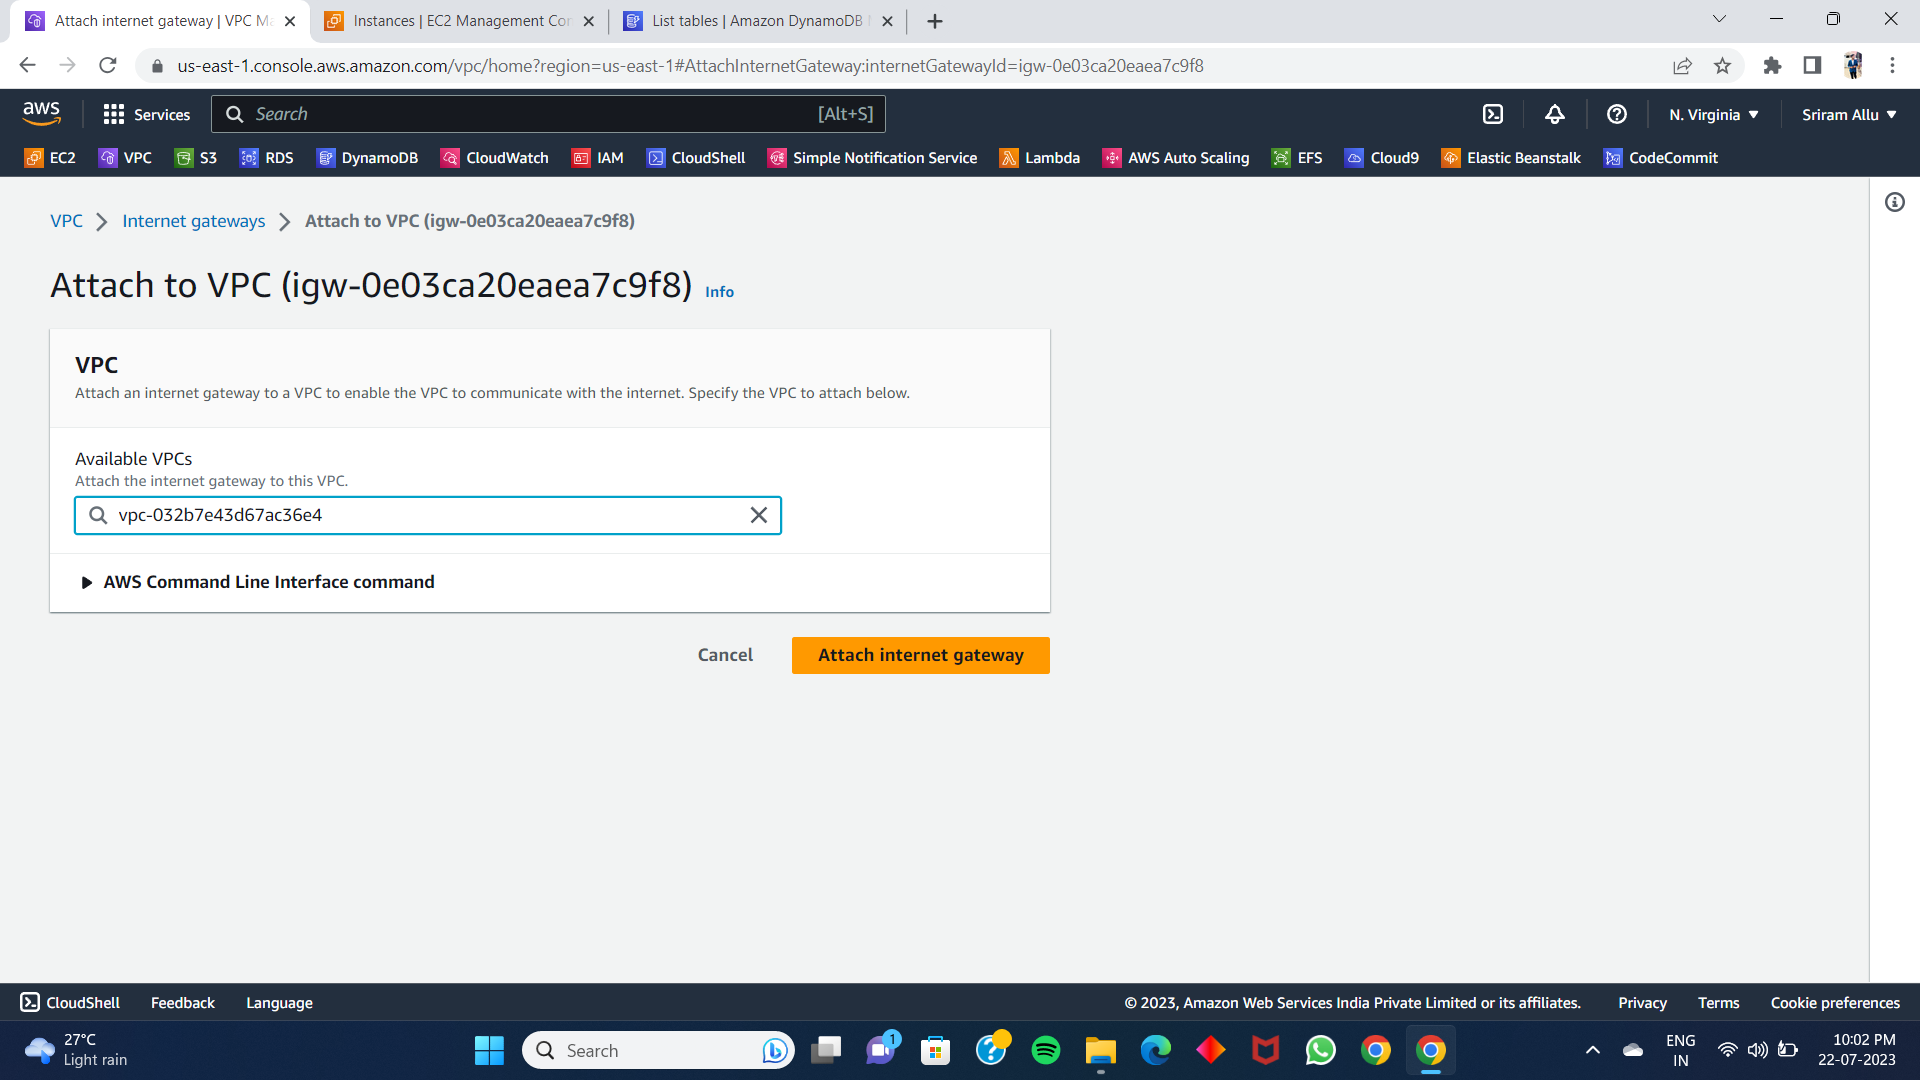 Attach internet gateway | VPC Ma
Instances | EC2 Management Con
List tables | Amazon DynamoDB
us-east-1.console.aws.amazon.com/vpc/home?region=us-east-1#AttachInternetGateway:internetGatewayId=igw-0e03ca20eaea7c9f8
aws
Services
Search
[Alt+S]
N. Virginia
Sriram Allu
EC2
VPC
S3
RDS
DynamoDB
CloudWatch
IAM
CloudShell
Simple Notification Service
Lambda
AWS Auto Scaling
EFS
Cloud9
Elastic Beanstalk
CodeCommit
VPC
Internet gateways
Attach to VPC (igw-0e03ca20eaea7c9f8)
Attach to VPC (igw-0e03ca20eaea7c9f8) Info
VPC
Attach an internet gateway to a VPC to enable the VPC to communicate with the internet. Specify the VPC to attach below.
Available VPCs
Attach the internet gateway to this VPC.
vpc-032b7e43d67ac36e4
AWS Command Line Interface command
Cancel
Attach internet gateway
CloudShell
Feedback
Language
© 2023, Amazon Web Services India Private Limited or its affiliates.
Privacy
Terms
Cookie preferences
27°C
Light rain
Search
1
ENG
IN
10:02 PM
22-07-2023